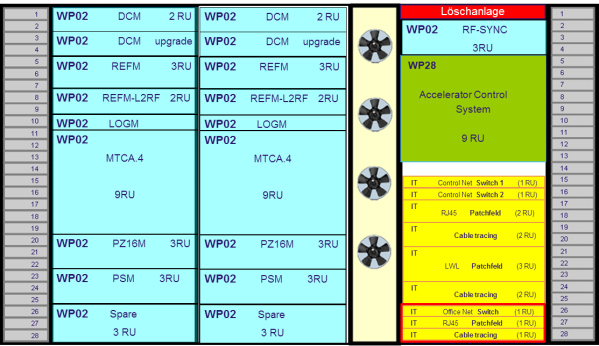 1
2
3
4
5
6
7
8
9
10
11
12
13
14
15
16
17
18
19
20
21
22
23
24
25
26
27
28
WP02 DCM 2 RU
WP02 DCM upgrade
WP02 REFM 3RU
WP02 REFM-L2RF 2RU
WP02 LOGM
WP02
MTCA.4
9RU
WP02 PZ16M 3RU
WP02 PSM 3RU
WP02 Spare
3 RU
WP02 DCM 2 RU
WP02 DCM upgrade
WP02 REFM 3RU
WP02 REFM-L2RF 2RU
WP02 LOGM
WP02
MTCA.4
9RU
WP02 PZ16M 3RU
WP02 PSM 3RU
WP02 Spare
3 RU
Löschanlage
WP02 RF-SYNC
3RU
WP28
Accelerator Control
System
9 RU
IT Control Net Switch 1 (1 RU)
IT Control Net Switch 2 (1 RU)
IT
RJ45 Patchfeld (2 RU)
IT
Cable tracing (2 RU)
IT
LWL Patchfeld (3 RU)
IT
Cable tracing (2 RU)
IT Office Net Switch (1 RU)
IT RJ45 Patchfeld (1 RU)
IT Cable tracing (1 RU)
1
2
3
4
5
6
7
8
9
10
11
12
13
14
15
16
17
18
19
20
21
22
23
24
25
26
27
28